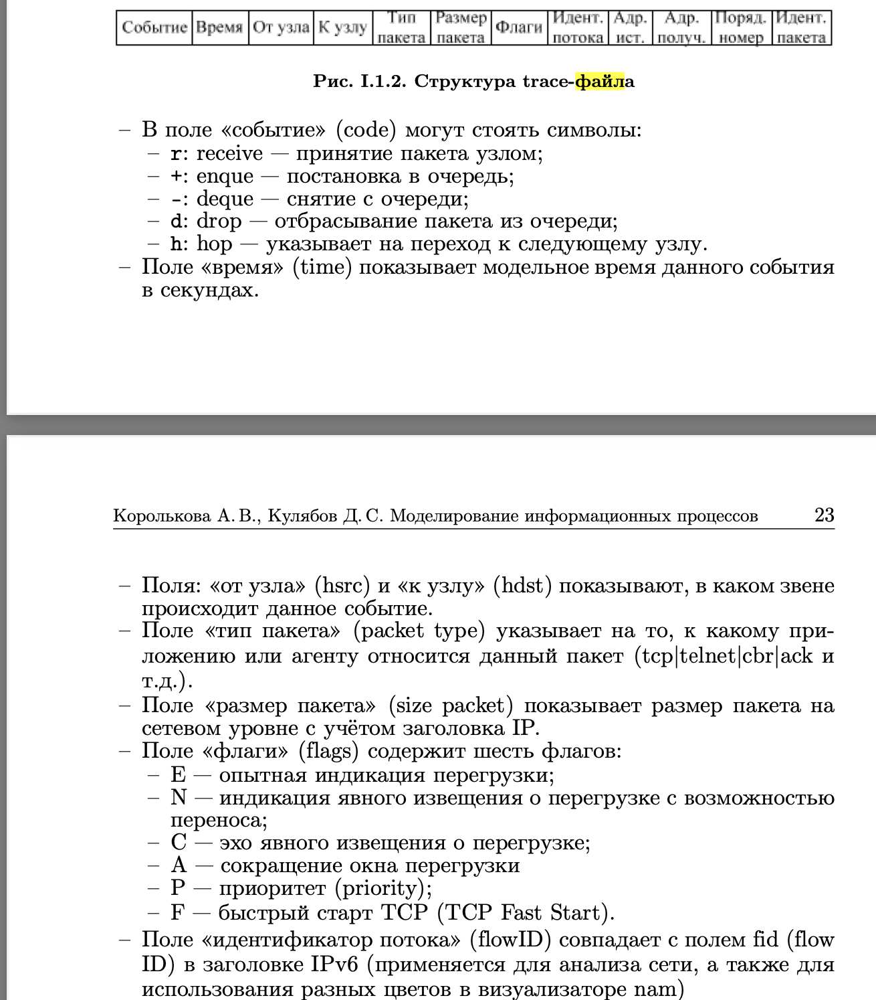 Событие Время От узла К узлу Тип пакета Размер пакета Флаги Идент. потока Адр. ист. Адр. получ. Поряд. номер Идент. пакета
Рис. I.1.2. Структура trace-файла
– В поле «событие» (code) могут стоять символы:
– r: receive — принятие пакета узлом;
– +: enque — постановка в очередь;
– -: deque — снятие с очереди;
– d: drop — отбрасывание пакета из очереди;
– h: hop — указывает на переход к следующему узлу.
– Поле «время» (time) показывает модельное время данного события
в секундах.
Королькова А. В., Кулябов Д. С. Моделирование информационных процессов 23
– Поля: «от узла» (hsrc) и «к узлу» (hdst) показывают, в каком звене
происходит данное событие.
– Поле «тип пакета» (packet type) указывает на то, к какому при-
ложению или агенту относится данный пакет (tcp|telnet|cbr|ack и
т.д.).
– Поле «размер пакета» (size packet) показывает размер пакета на
сетевом уровне с учётом заголовка IP.
– Поле «флаги» (flags) содержит шесть флагов:
– E — опытная индикация перегрузки;
– N — индикация явного извещения о перегрузке с возможностью
переноса;
– C — эхо явного извещения о перегрузке;
– A — сокращение окна перегрузки
– P — приоритет (priority);
– F — быстрый старт TCP (TCP Fast Start).
– Поле «идентификатор потока» (flowID) совпадает с полем fid (flow
ID) в заголовке IPv6 (применяется для анализа сети, а также для
использования разных цветов в визуализаторе nam)